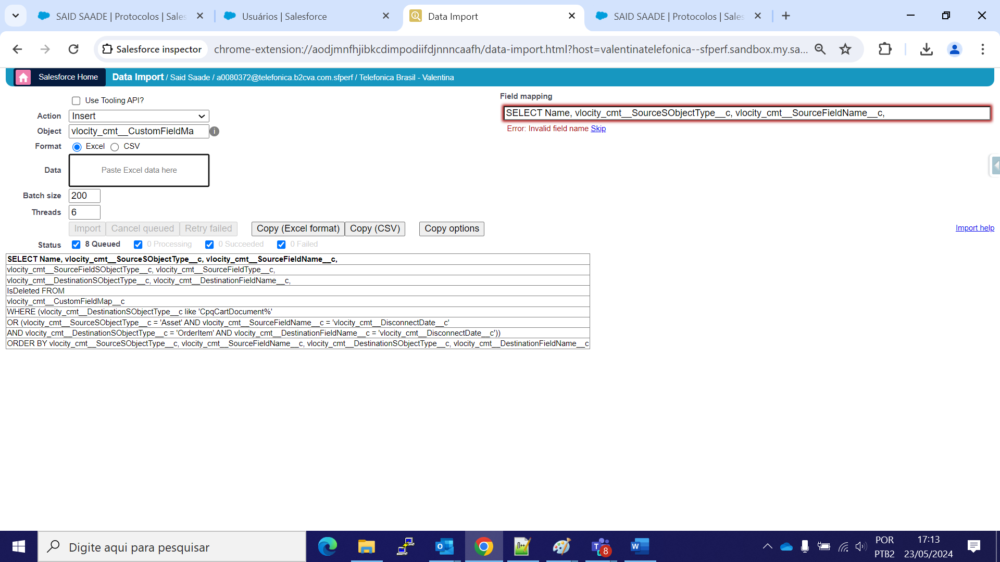 SAID SAADE | Protocolos | Sales
Usuários | Salesforce
Data Import
SAID SAADE | Protocolos | Sales
Salesforce inspector
chrome-extension://aodjmnfhjibkcdimpodiifdjnnncaafh/data-import.html?host=valentinatelefonica--sfperf.sandbox.my.sa...
Salesforce Home
Data Import / Said Saade / a0080372@telefonica.b2cva.com.sfperf / Telefonica Brasil - Valentina
Use Tooling API?
Action Insert
Object vlocity_cmt__CustomFieldMa i
Format Excel CSV
Data Paste Excel data here
Batch size 200
Threads 6
Import Cancel queued Retry failed Copy (Excel format) Copy (CSV) Copy options
Status 8 Queued 0 Processing 0 Succeeded 0 Failed
Field mapping
SELECT Name, vlocity_cmt__SourceSObjectType__c, vlocity_cmt__SourceFieldName__c,
Error: Invalid field name Skip
Import help
SELECT Name, vlocity_cmt__SourceSObjectType__c, vlocity_cmt__SourceFieldName__c,
vlocity_cmt__SourceFieldSObjectType__c, vlocity_cmt__SourceFieldType__c,
vlocity_cmt__DestinationSObjectType__c, vlocity_cmt__DestinationFieldName__c,
IsDeleted FROM
vlocity_cmt__CustomFieldMap__c
WHERE (vlocity_cmt__DestinationSObjectType__c like 'CpqCartDocument%'
OR (vlocity_cmt__SourceSObjectType__c = 'Asset' AND vlocity_cmt__SourceFieldName__c = 'vlocity_cmt__DisconnectDate__c'
AND vlocity_cmt__DestinationSObjectType__c = 'OrderItem' AND vlocity_cmt__DestinationFieldName__c = 'vlocity_cmt__DisconnectDate__c'))
ORDER BY vlocity_cmt__SourceSObjectType__c, vlocity_cmt__SourceFieldName__c, vlocity_cmt__DestinationSObjectType__c, vlocity_cmt__DestinationFieldName__c
Digite aqui para pesquisar
8
POR
PTB2
17:13
23/05/2024